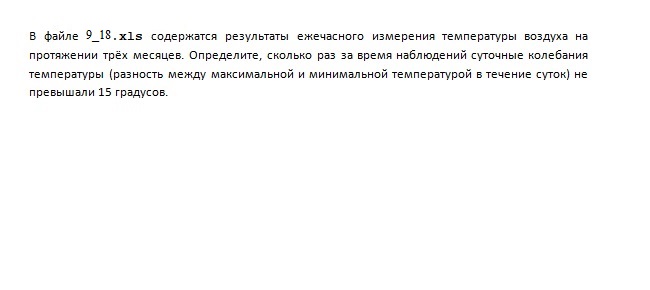 В файле 9_18.xls содержатся результаты ежечасного измерения температуры воздуха на
протяжении трёх месяцев. Определите, сколько раз за время наблюдений суточные колебания
температуры (разность между максимальной и минимальной температурой в течение суток) не
превышали 15 градусов.